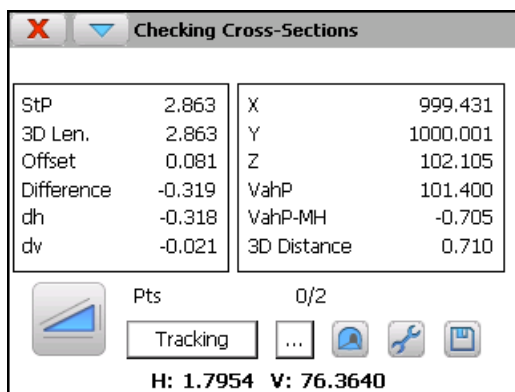 Checking Cross-Sections
StP 2.863
3D Len. 2.863
Offset 0.081
Difference -0.319
dh -0.318
dv -0.021
X 999.431
Y 1000.001
Z 102.105
VahP 101.400
VahP-MH -0.705
3D Distance 0.710
Pts 0/2
Tracking ...
H: 1.7954 V: 76.3640